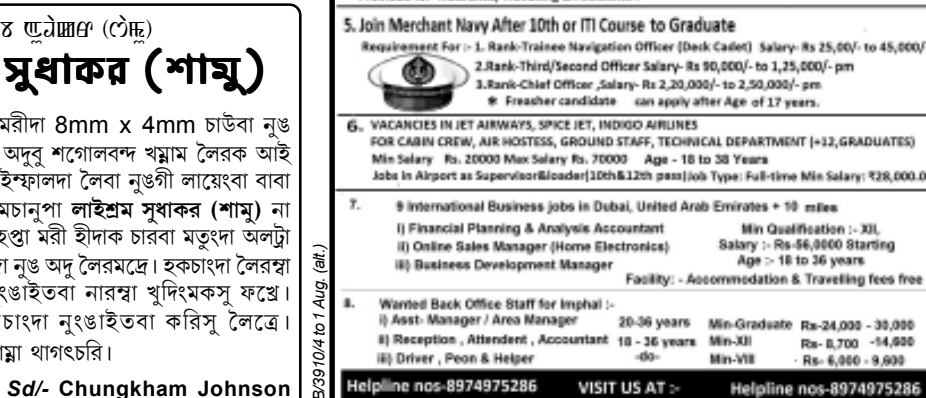 সুধাকর (শামু)
মরীদা 8mm x 4mm চাউবা নুঙ
অদুবু শগোলবন্দ খম্নাম লৈরক আই
ইম্ফালদা লৈবা নুঙগী লায়েংবা বাবা
মচানুপা লাইশ্রম সুধাকর (শামু) না
হপ্তা মরী হীদাক চারবা মতুংদা অলট্রা
নুঙ অদু লৈরমদ্রে। হকচাংদা লৈরম্বা
নুংঙাইতবা নারম্বা খুদিংমকসু ফখ্রে।
নুংঙাইতবা করিসু লৈত্রে।
থাগৎচরি।
Sd/- Chungkham Johnson
B/3910/4 to 1 Aug. (alt.)
5. Join Merchant Navy After 10th or ITI Course to Graduate
Requirement For :- 1. Rank-Trainee Navigation Officer (Desk Cadet) Salary- Rs 25,00/- to 45,000/
2.Rank-Third/Second Officer Salary- Rs 90,000/- to 1,25,000/- pm
3.Rank-Chief Officer ,Salary- Rs 2,20,000/- to 2,50,000/- pm
* Freasher candidate can apply after Age of 17 years.
6. VACANCIES IN JET AIRWAYS, SPICE JET, INDIGO AIRLINES
FOR CABIN CREW, AIR HOSTESS, GROUND STAFF, TECHNICAL DEPARTMENT (+12,GRADUATES)
Min Salary Rs. 20000 Max Salary Rs. 70000 Age - 18 to 38 Years
Jobs in Airport as Supervisor&loader(10th&12th pass)Job Type: Full-time Min Salary: ₹28,000.0
7. 9 International Business jobs in Dubai, United Arab Emirates + 10 miles
i) Financial Planning & Analysis Accountant Min Qualification :- XII,
ii) Online Sales Manager (Home Electronics) Salary :- Rs-56,0000 Starting
iii) Business Development Manager Age :- 18 to 36 years
Facility: - Accommodation & Travelling fees free
8. Wanted Back Office Staff for Imphal :-
i) Asst- Manager / Area Manager 20-36 years Min-Graduate Rs-24,000 - 30,000
ii) Reception , Attendent , Accountant 18 - 36 years Min-XII Rs- 8,700 -14,600
iii) Driver , Peon & Helper -do- Min-VIII - Rs- 6,000 - 9,600
Helpline nos-8974975286 VISIT US AT :- Helpline nos-8974975286